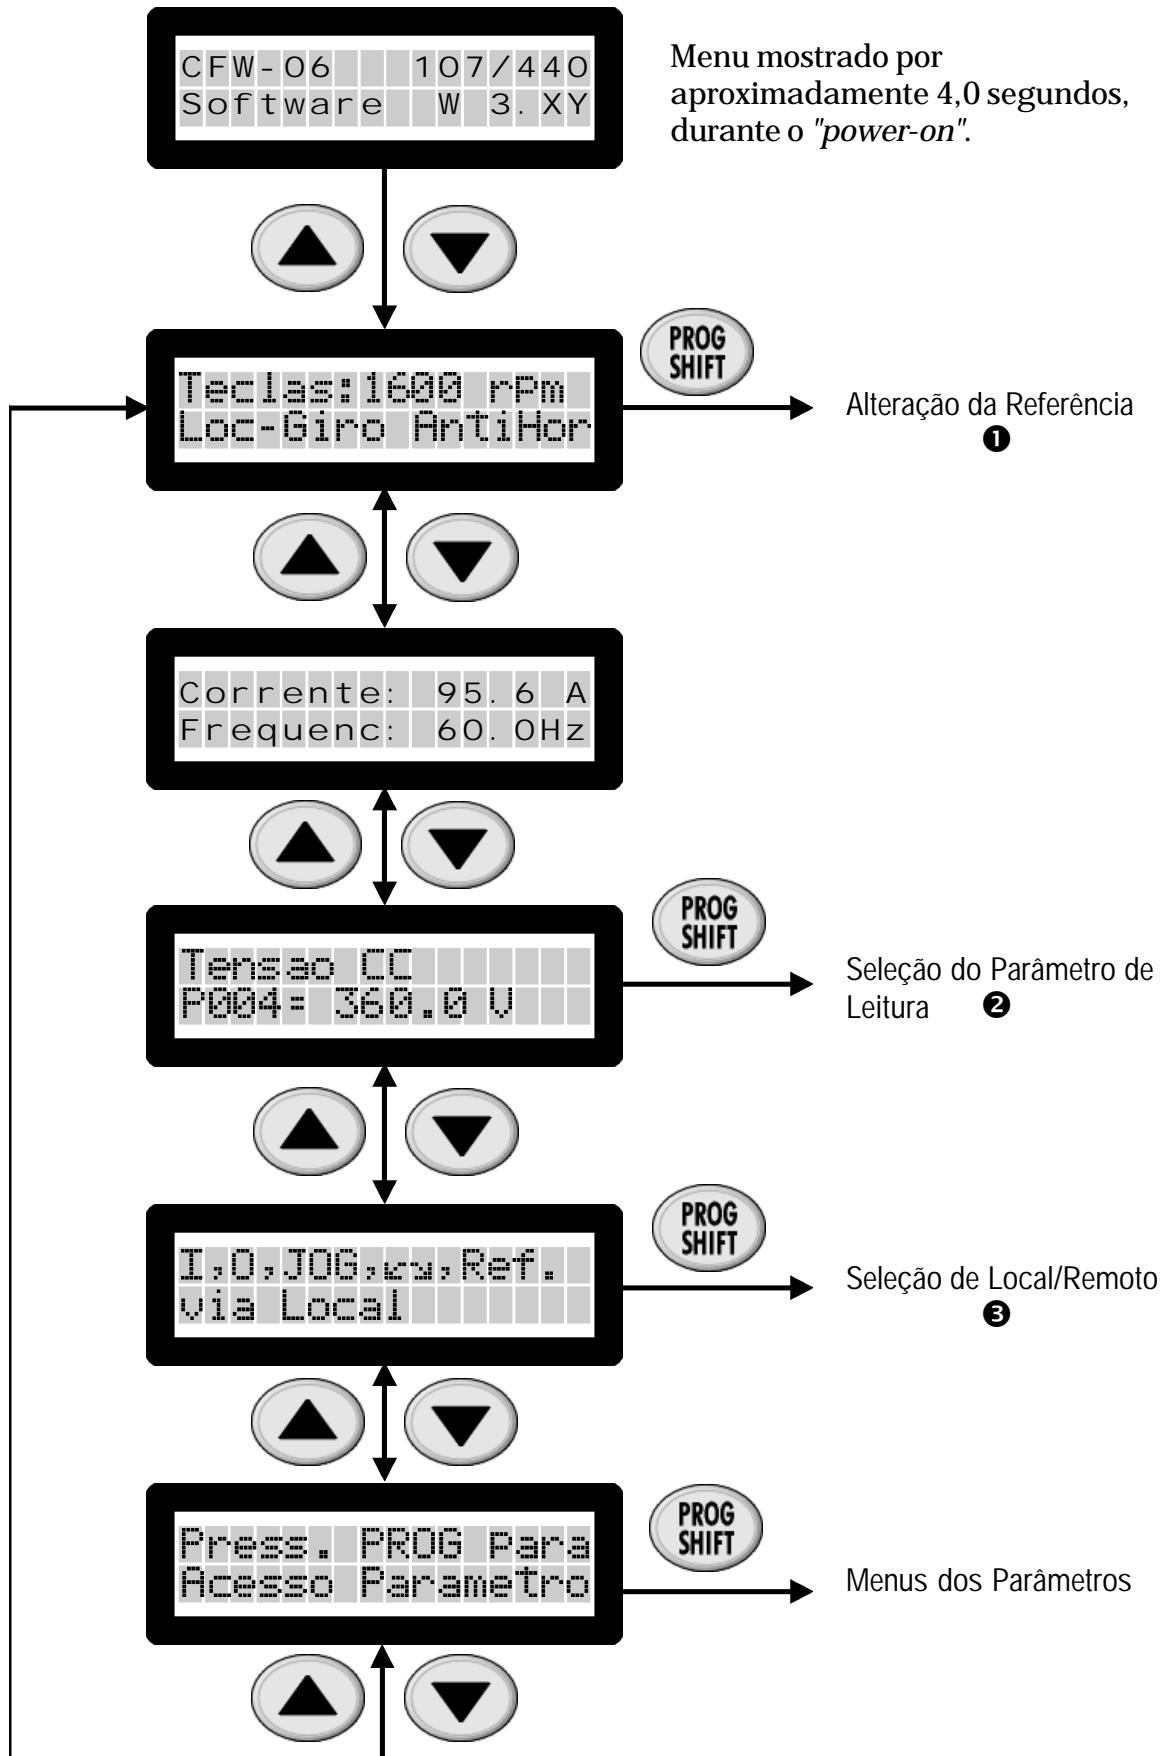 CFW-06 107/440
Software W 3.XY
Menu mostrado por
aproximadamente 4,0 segundos,
durante o "power-on".
PROG
SHIFT
Teclas:1600 rpm
Loc-Giro AntiHor
Alteração da Referência
❶
Corrente: 95.6 A
Frequenc: 60.0Hz
PROG
SHIFT
Tensao CC
P004= 360.0 V
Seleção do Parâmetro de
Leitura ❷
PROG
SHIFT
I,O,JOG, ,Ref.
via Local
Seleção de Local/Remoto
❸
PROG
SHIFT
Press. PROG para
Acesso Parametro
Menus dos Parâmetros